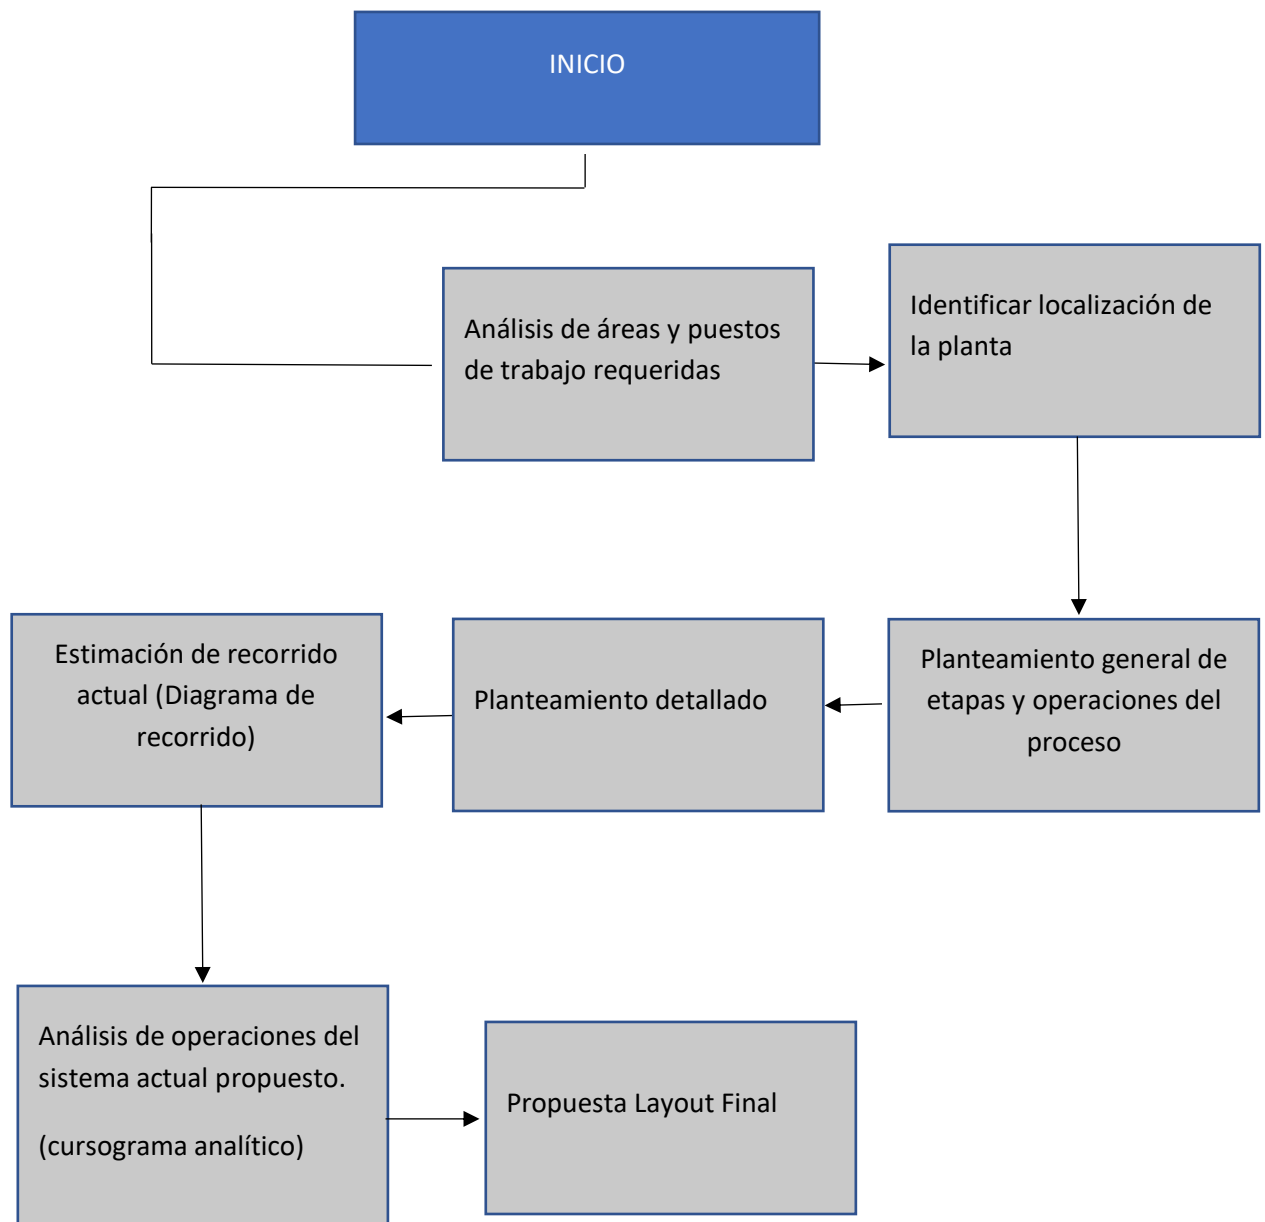 INICIO
Análisis de áreas y puestos
de trabajo requeridas
Identificar localización de
la planta
Planteamiento general de
etapas y operaciones del
proceso
Planteamiento detallado
Estimación de recorrido
actual (Diagrama de
recorrido)
Análisis de operaciones del
sistema actual propuesto.
(cursograma analítico)
Propuesta Layout Final